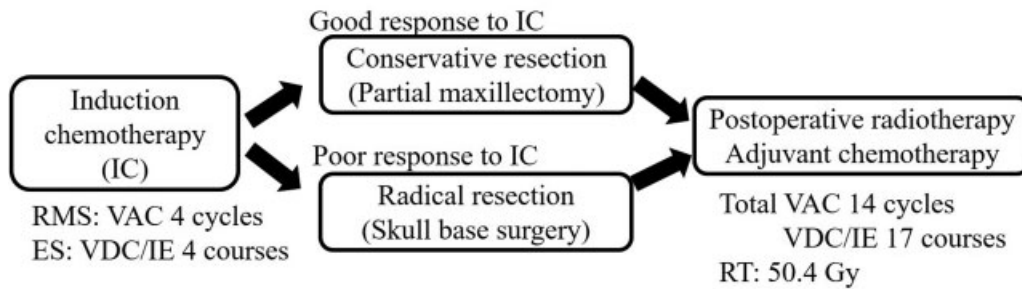 Induction
chemotherapy
(IC)
RMS: VAC 4 cycles
ES: VDC/IE 4 courses
Good response to IC
Conservative resection
(Partial maxillectomy)
Poor response to IC
Radical resection
(Skull base surgery)
Postoperative radiotherapy
Adjuvant chemotherapy
Total VAC 14 cycles
VDC/IE 17 courses
RT: 50.4 Gy